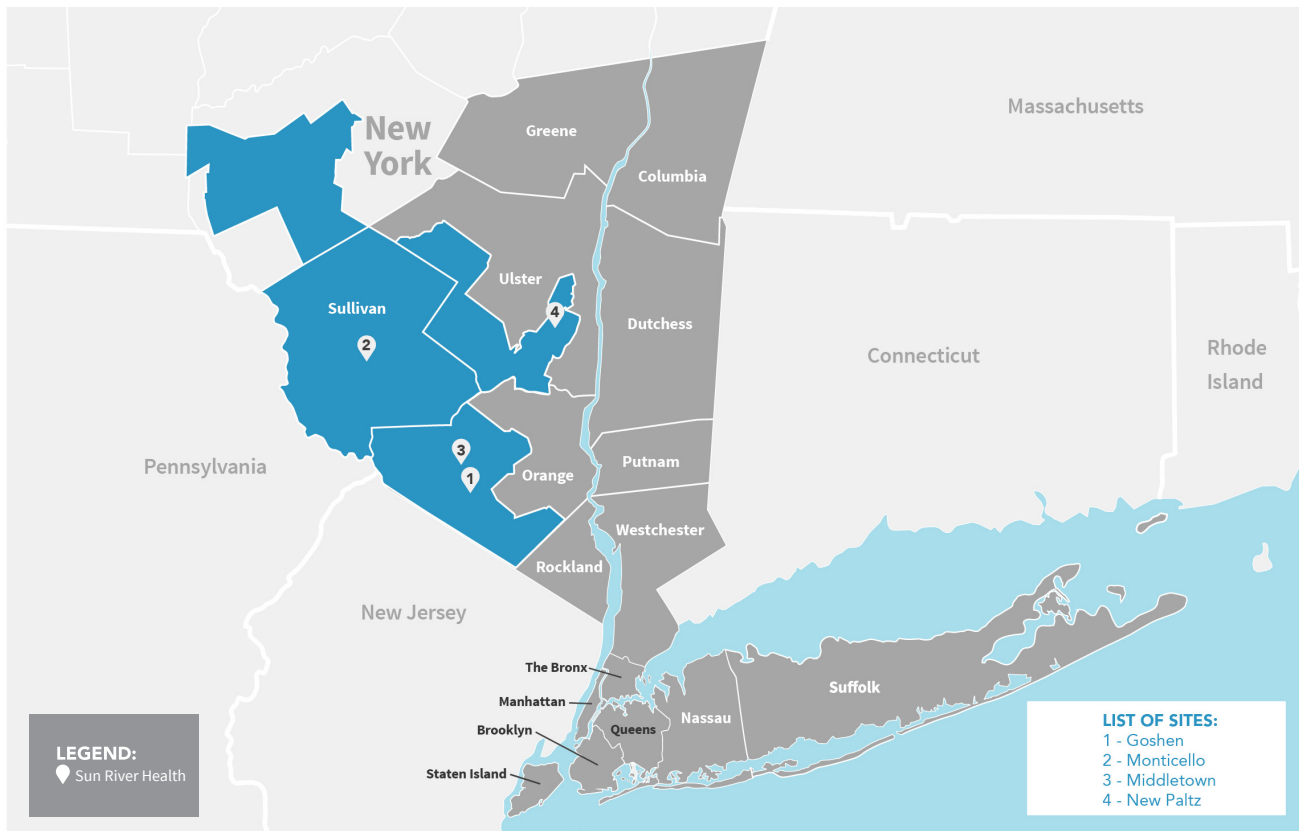 Massachusetts
New
York
Greene
Columbia
Ulster
Sullivan
4
Dutchess
2
Connecticut
Rhode
Island
3
Pennsylvania
Putnam
1
Orange
Westchester
Rockland
New Jersey
The Bronx
Suffolk
Manhattan
Nassau
Brooklyn
Queens
Staten Island
LEGEND:
Sun River Health
LIST OF SITES:
1 - Goshen
2 - Monticello
3 - Middletown
4 - New Paltz